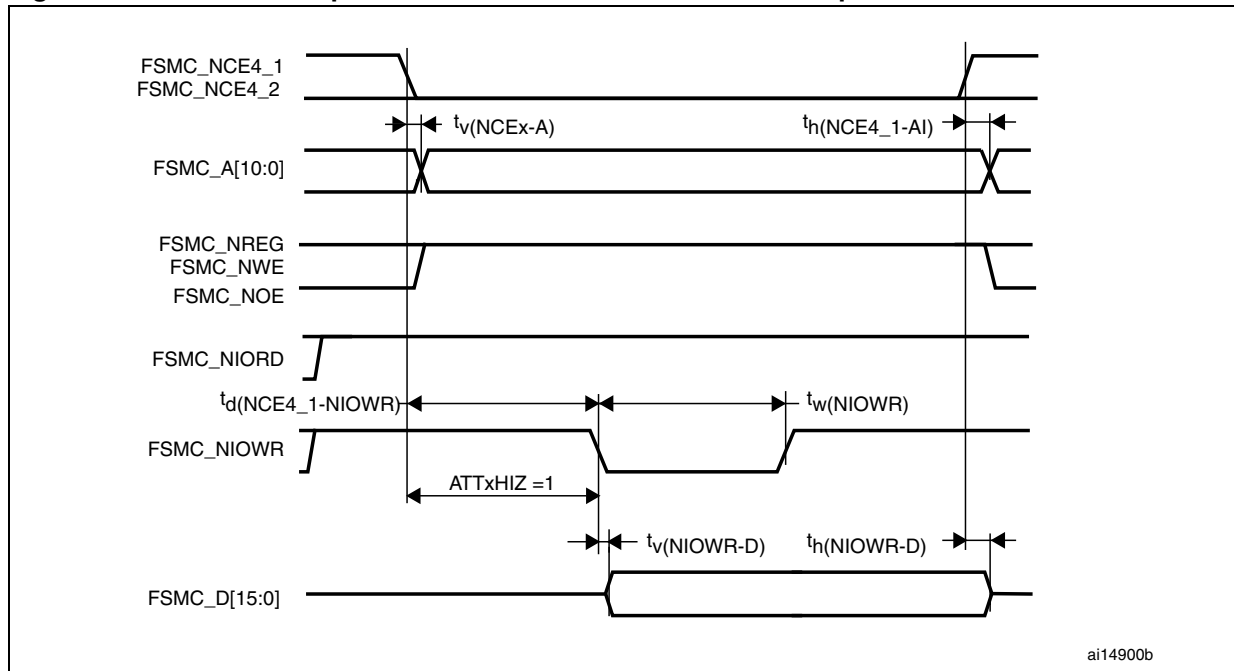 FSMC_NCE4_1
FSMC_NCE4_2
tv(NCEx-A)
th(NCE4_1-AI)
FSMC_A[10:0]
FSMC_NREG
FSMC_NWE
FSMC_NOE
FSMC_NIORD
td(NCE4_1-NIOWR)
tw(NIOWR)
FSMC_NIOWR
ATTxHIZ =1
tv(NIOWR-D)
th(NIOWR-D)
FSMC_D[15:0]
ai14900b